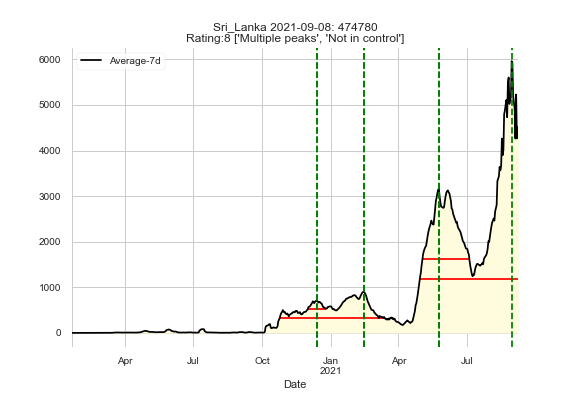 Sri_Lanka 2021-09-08: 474780
Rating:8 ['Multiple peaks', 'Not in control']
Average-7d
6000
5000
4000
3000
2000
1000
0
Apr Jul Oct Jan Apr Jul
2021
Date